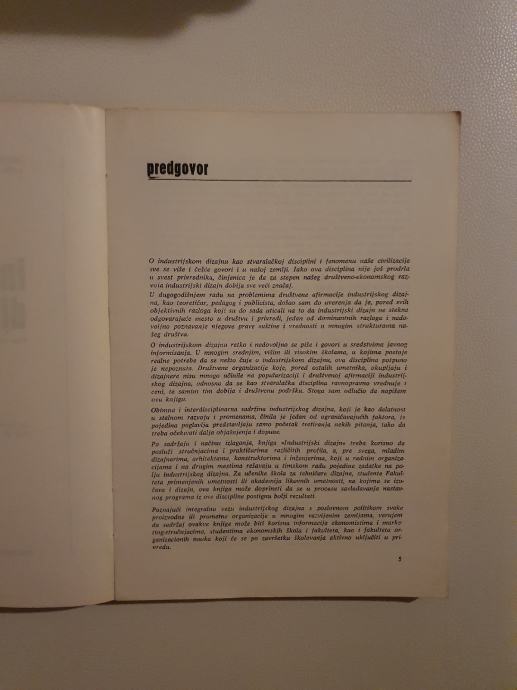 predgovor
O industrijskom dizajnu kao stvaralačkoj disciplini i fenomenu naše civilizacije
sve se više i češće govori i u našoj zemlji. Iako ova disciplina nije još prodrla
u svest privrednika, činjenica je da za stepen našeg društveno-ekonomskog raz-
voja industrijski dizajn dobija sve veći značaj.
U dugogodišnjem radu na problemima društvene afirmacije industrijskog dizaj-
na, kao teoretičar, pedagog i publicista, došao sam do uverenja da je, pored svih
objektivnih razloga koji su do sada uticali na to da industrijski dizajn ne stekne
odgovarajuće mesto u društvu i privredi, jedan od dominantnih razloga i nedo-
voljno poznavanje njegove prave suštine i vrednosti u mnogim strukturama na-
šeg društva.
O industrijskom dizajnu retko i nedovoljno se piše i govori u sredstvima javnog
informisanja. U mnogim srednjim, višim ili visokim školama, u kojima postoje
realne potrebe da se nešto čuje o industrijskom dizajnu, ova disciplina potpuno
je nepoznata. Društvene organizacije koje, pored ostalih umetnika, okupljaju i
dizajnere nisu mnogo učinile na popularizaciji i društvenoj afirmaciji industrij-
skog dizajna, odnosno da se kao stvaralačka disciplina ravnopravno vrednuje i
ceni, te samim tim dobija i društvenu podršku. Stoga sam odlučio da napišem
ovu knjigu.
Obimna i interdisciplinarna sadržina industrijskog dizajna, koji je kao delatnost
u stalnom razvoju i promenama, činila je jedan od ograničavajućih faktora, te
pojedina poglavlja predstavljaju samo početak tretiranja nekih pitanja, tako da
treba očekivati dalja objašnjenja i dopune.
Po sadržaju i načinu izlaganja, knjiga »Industrijski dizajn« treba korisno da
posluži stručnjacima i praktičarima različitih profila, a, pre svega, mladim
dizajnerima, arhitektama, konstruktorima i inženjerima, koji u radnim organiza-
cijama i na drugim mestima rešavaju u timskom radu pojedine zadatke na po-
lju industrijskog dizajna. Za učenike škola za tehničare dizajna, studente Fakul-
teta primenjenih umetnosti ili akademija likovnih umetnosti, na kojima se izu-
čava i dizajn, ova knjiga može doprineti da se u procesu savlađivanja nastav-
nog programa iz ove discipline postignu bolji rezultati.
Poznajući integralnu vezu industrijskog dizajna s poslovnom politikom svake
proizvodne ili prometne organizacije u mnogim razvijenim zemljama, verujem
da sadržaj ovakve knjige može biti korisna informacija ekonomistima i marke-
ting-stručnjacima, studentima ekonomskih škola i fakulteta, kao i fakulteta or-
ganizacionih nauka koji će se po završetku školovanja aktivno uključiti u pri-
vredu.
5